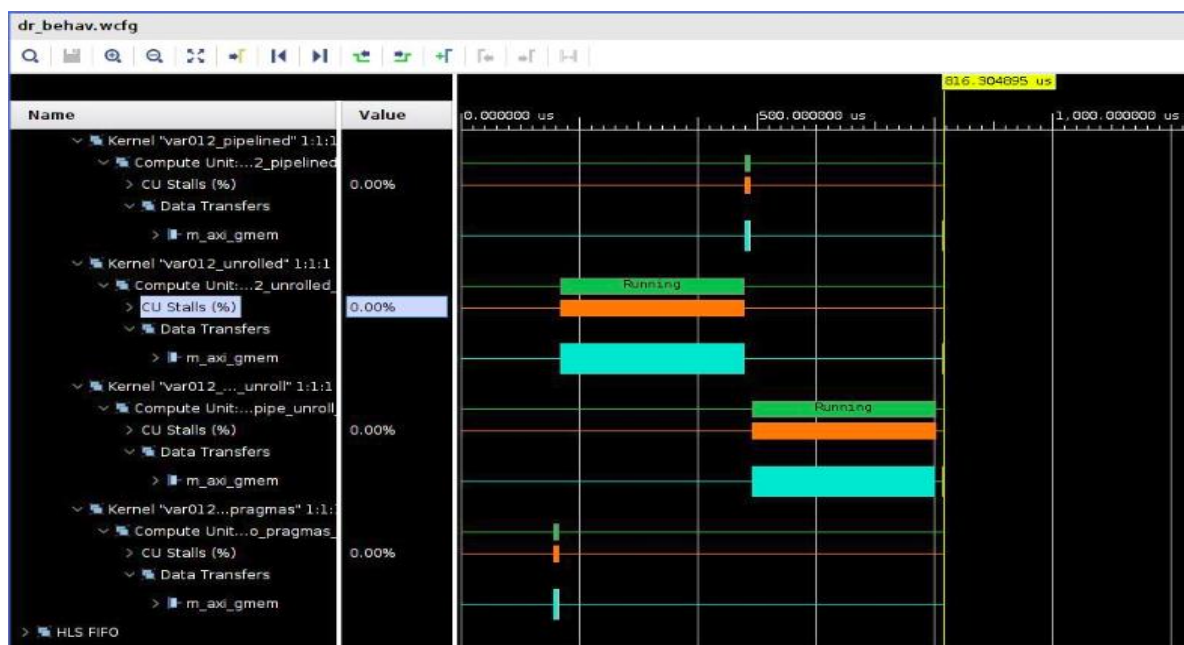 dr_behav.wcfg
816.304895 us
Name Value 0.000000 us 500.000000 us 1,000.000000 us
Kernel "var012_pipelined" 1:1:1
Compute Unit:...2_pipelined
CU Stalls (%) 0.00%
Data Transfers
m_axi_gmem
Kernel "var012_unrolled" 1:1:1
Compute Unit:...2_unrolled_ Running
CU Stalls (%) 0.00%
Data Transfers
m_axi_gmem
Kernel "var012_..._unroll" 1:1:1
Compute Unit:...pipe_unroll_ Running
CU Stalls (%) 0.00%
Data Transfers
m_axi_gmem
Kernel "var012...pragmas" 1:1:
Compute Unit...o_pragmas_
CU Stalls (%) 0.00%
Data Transfers
m_axi_gmem
HLS FIFO